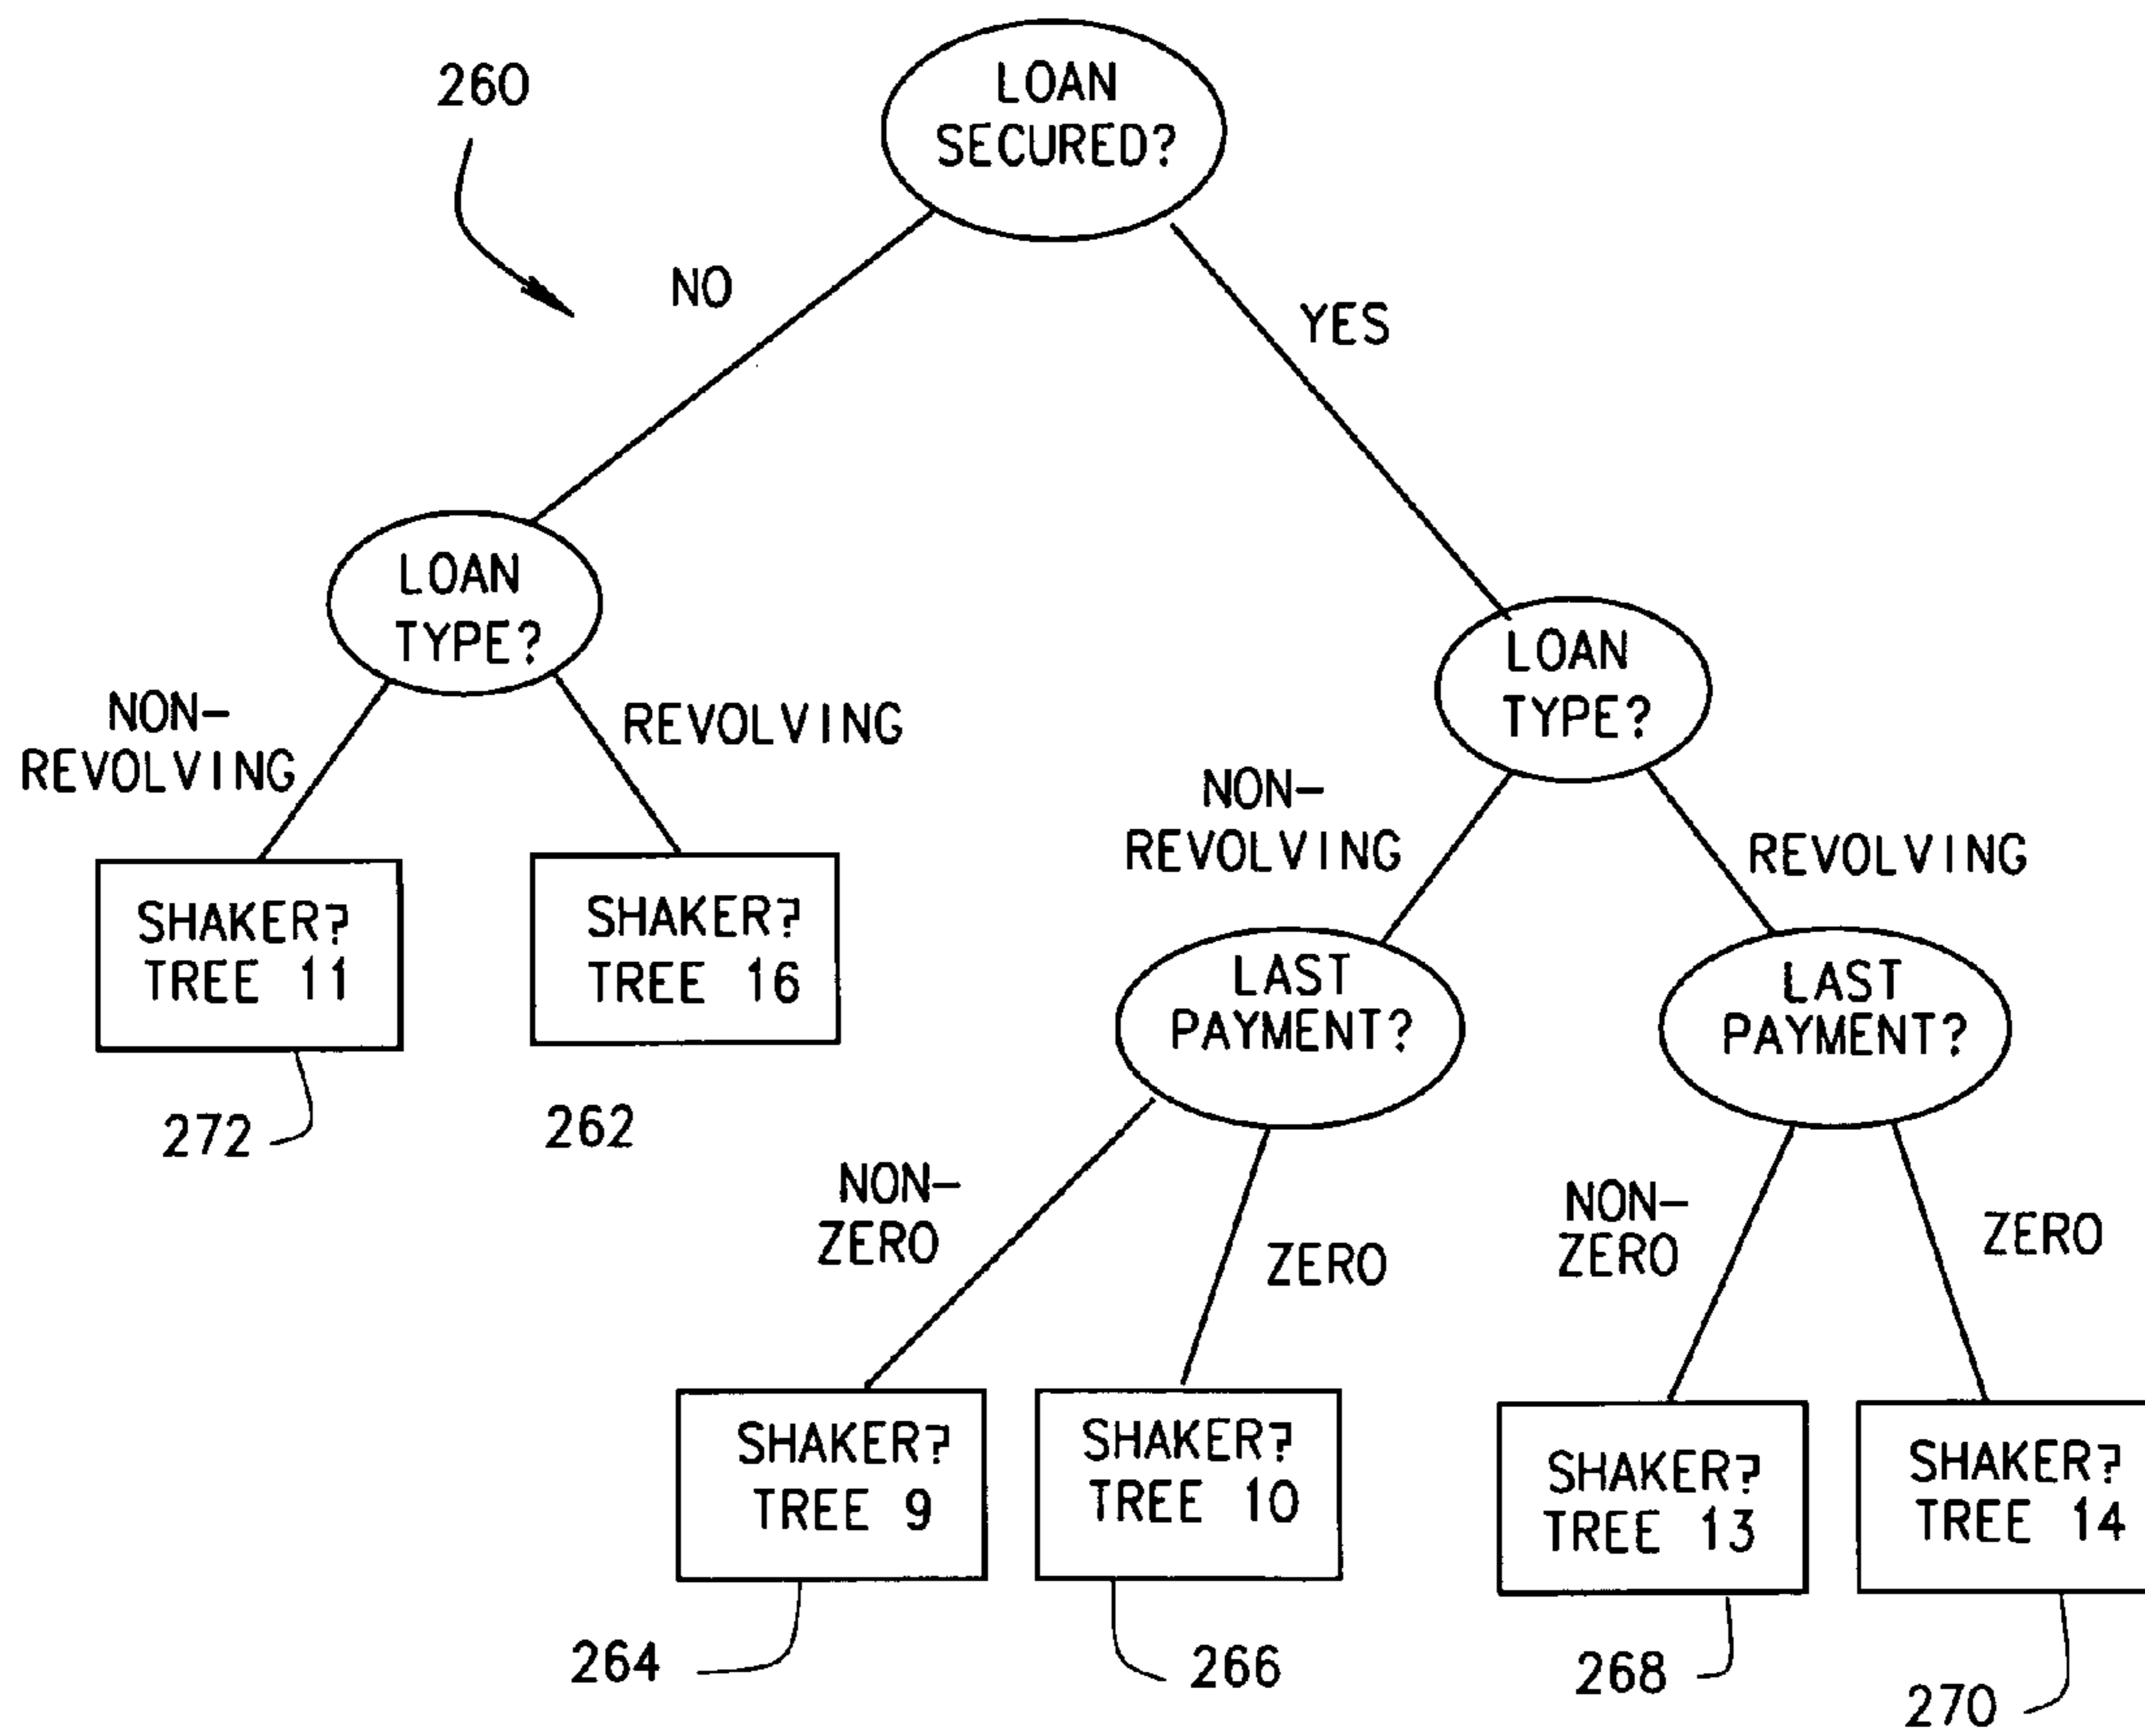 260
LOAN
SECURED?
NO
YES
LOAN
TYPE?
LOAN
TYPE?
NON-
REVOLVING
REVOLVING
NON-
REVOLVING
REVOLVING
SHAKER?
TREE 11
SHAKER?
TREE 16
LAST
PAYMENT?
LAST
PAYMENT?
272
262
NON-
ZERO
ZERO
NON-
ZERO
ZERO
SHAKER?
TREE 9
SHAKER?
TREE 10
SHAKER?
TREE 13
SHAKER?
TREE 14
264
266
268
270